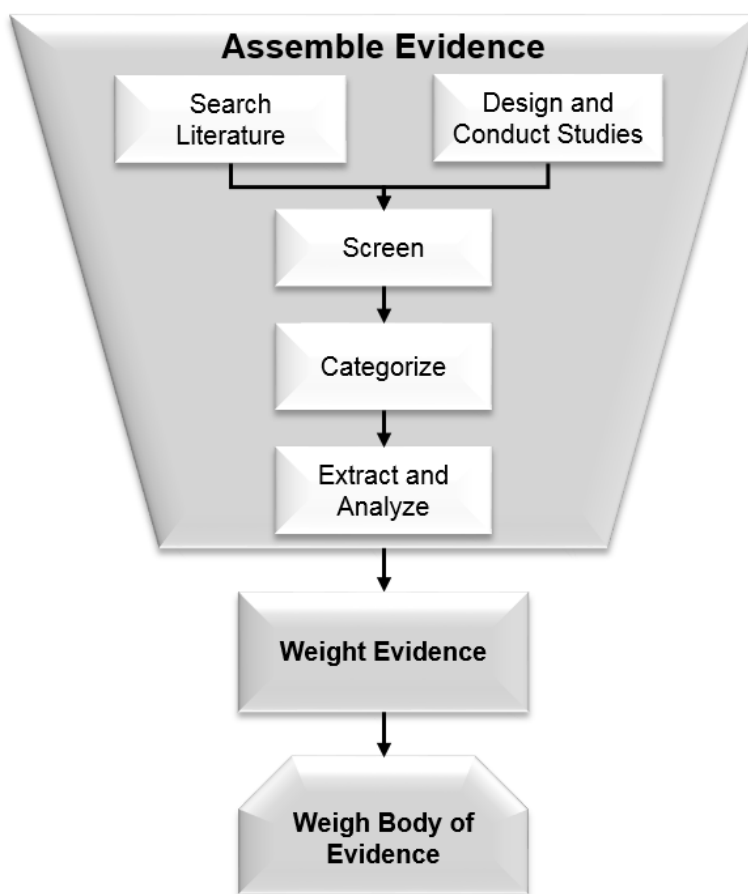 Assemble Evidence
Search
Literature
Design and
Conduct Studies
Screen
Categorize
Extract and
Analyze
Weight Evidence
Weigh Body of
Evidence